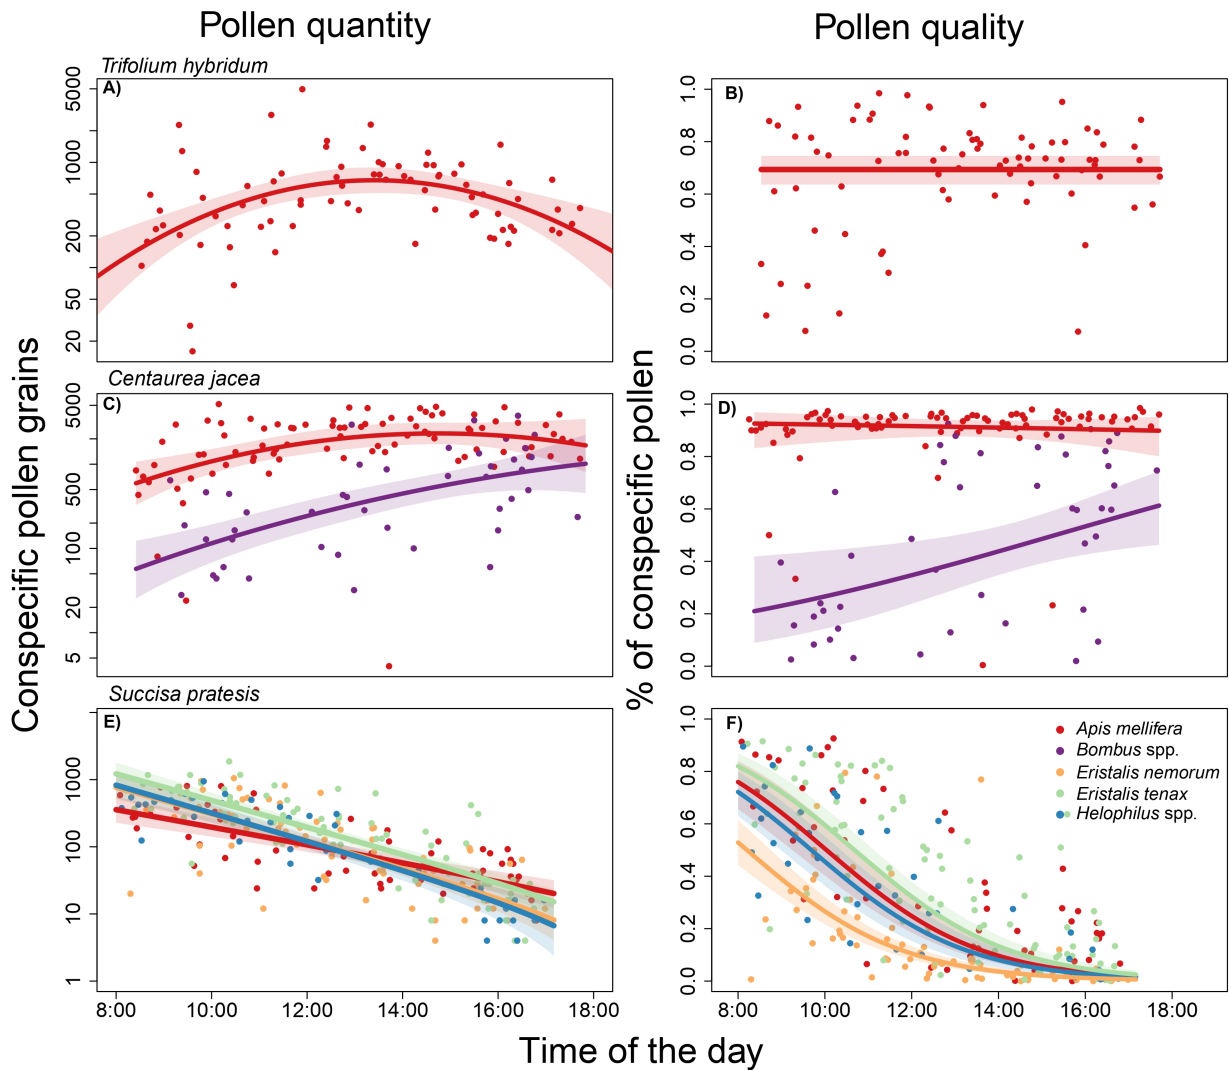 Pollen quantity
Pollen quality
Trifolium hybridum
A)
5000
1000
200
50
20
B)
1.0
0.8
0.6
0.4
0.2
0.0
Centaurea jacea
C)
5000
500
100
20
5
D)
1.0
0.8
0.6
0.4
0.2
0.0
Succisa pratesis
E)
1000
100
10
1
F)
1.0
0.8
0.6
0.4
0.2
0.0
Apis mellifera
Bombus spp.
Eristalis nemorum
Eristalis tenax
Helophilus spp.
8:00 10:00 12:00 14:00 16:00 18:00
8:00 10:00 12:00 14:00 16:00 18:00
Conspecific pollen grains
% of conspecific pollen
Time of the day